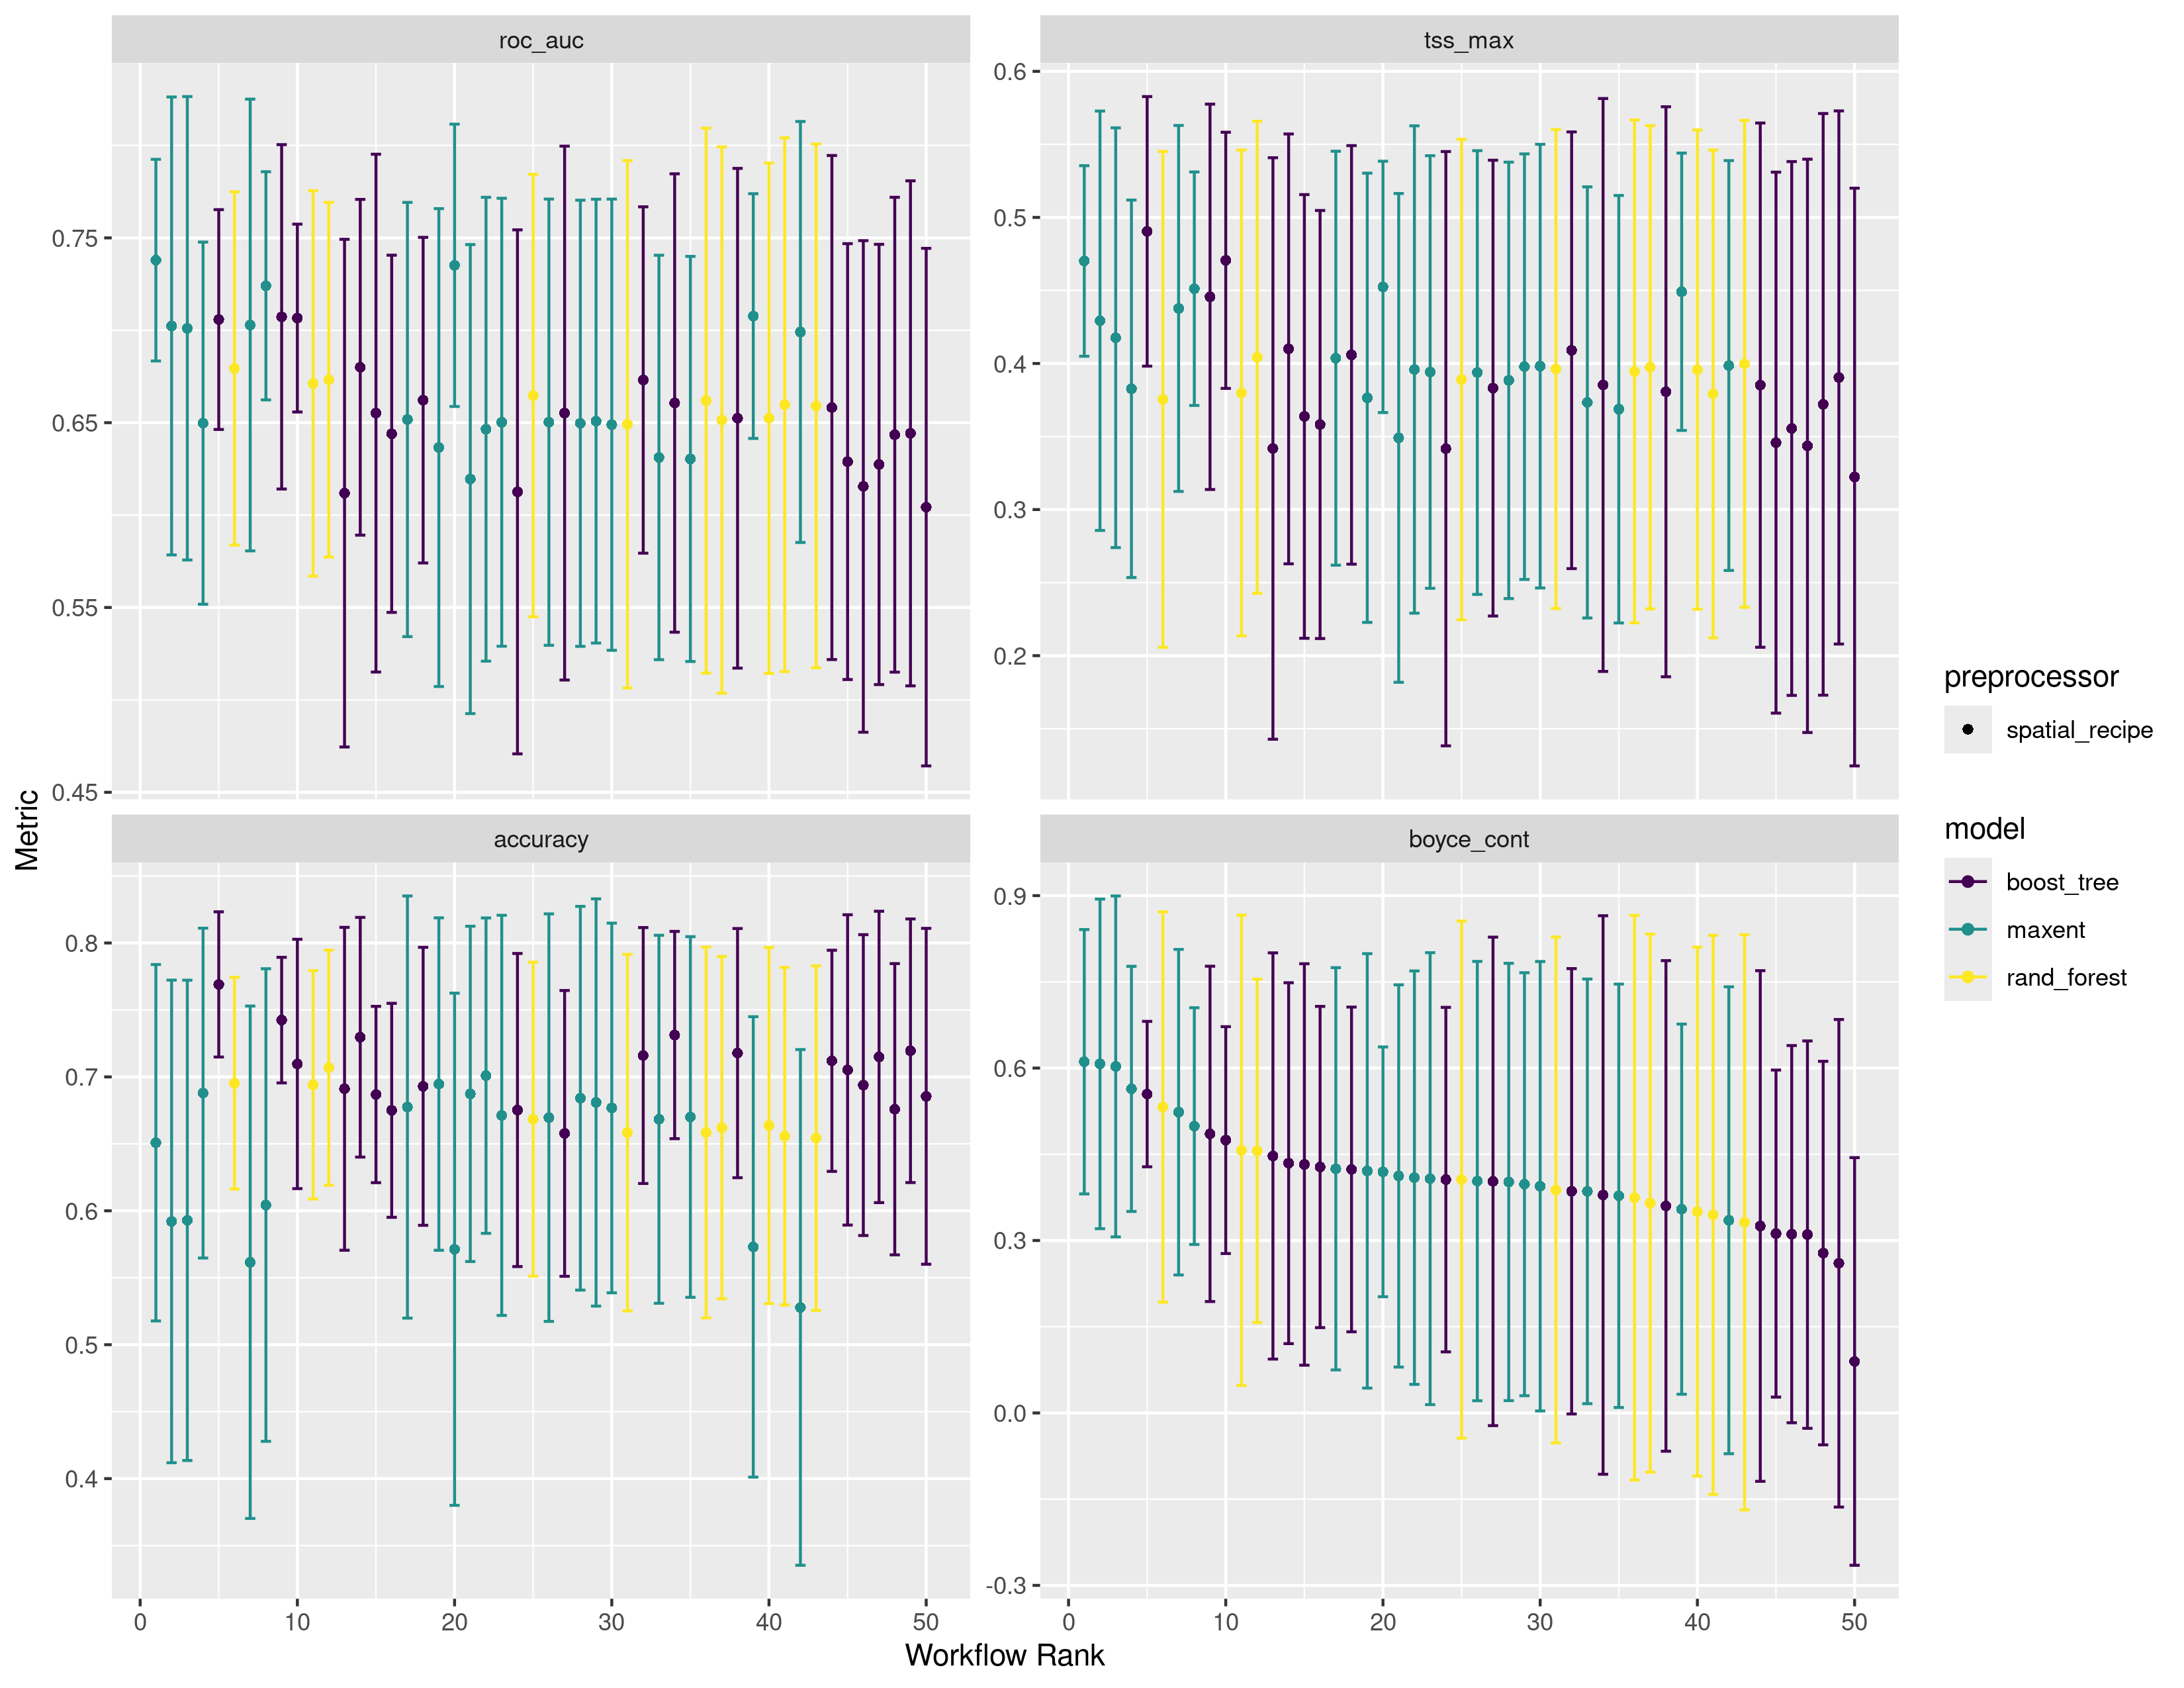 roc_auc
tss_max
0.75
0.65
0.55
0.45
0.6
0.5
0.4
0.3
0.2
accuracy
boyce_cont
0.8
0.7
0.6
0.5
0.4
0.9
0.6
0.3
0.0
-0.3
0 10 20 30 40 50
0 10 20 30 40 50
Workflow Rank
Metric
preprocessor
spatial_recipe
model
boost_tree
maxent
rand_forest